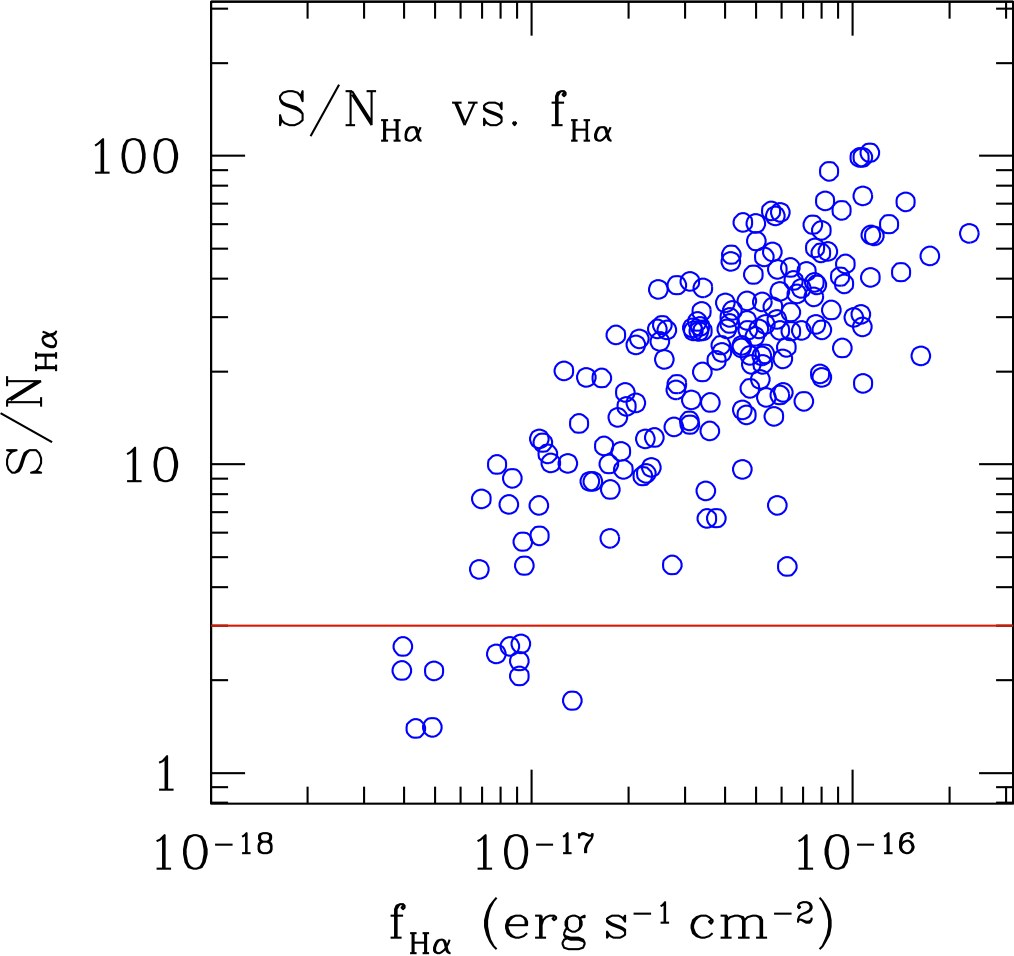 S/N_Hα vs. f_Hα
100
10
1
S/N_Hα
10⁻¹⁸ 10⁻¹⁷ 10⁻¹⁶
f_Hα (erg s⁻¹ cm⁻²)